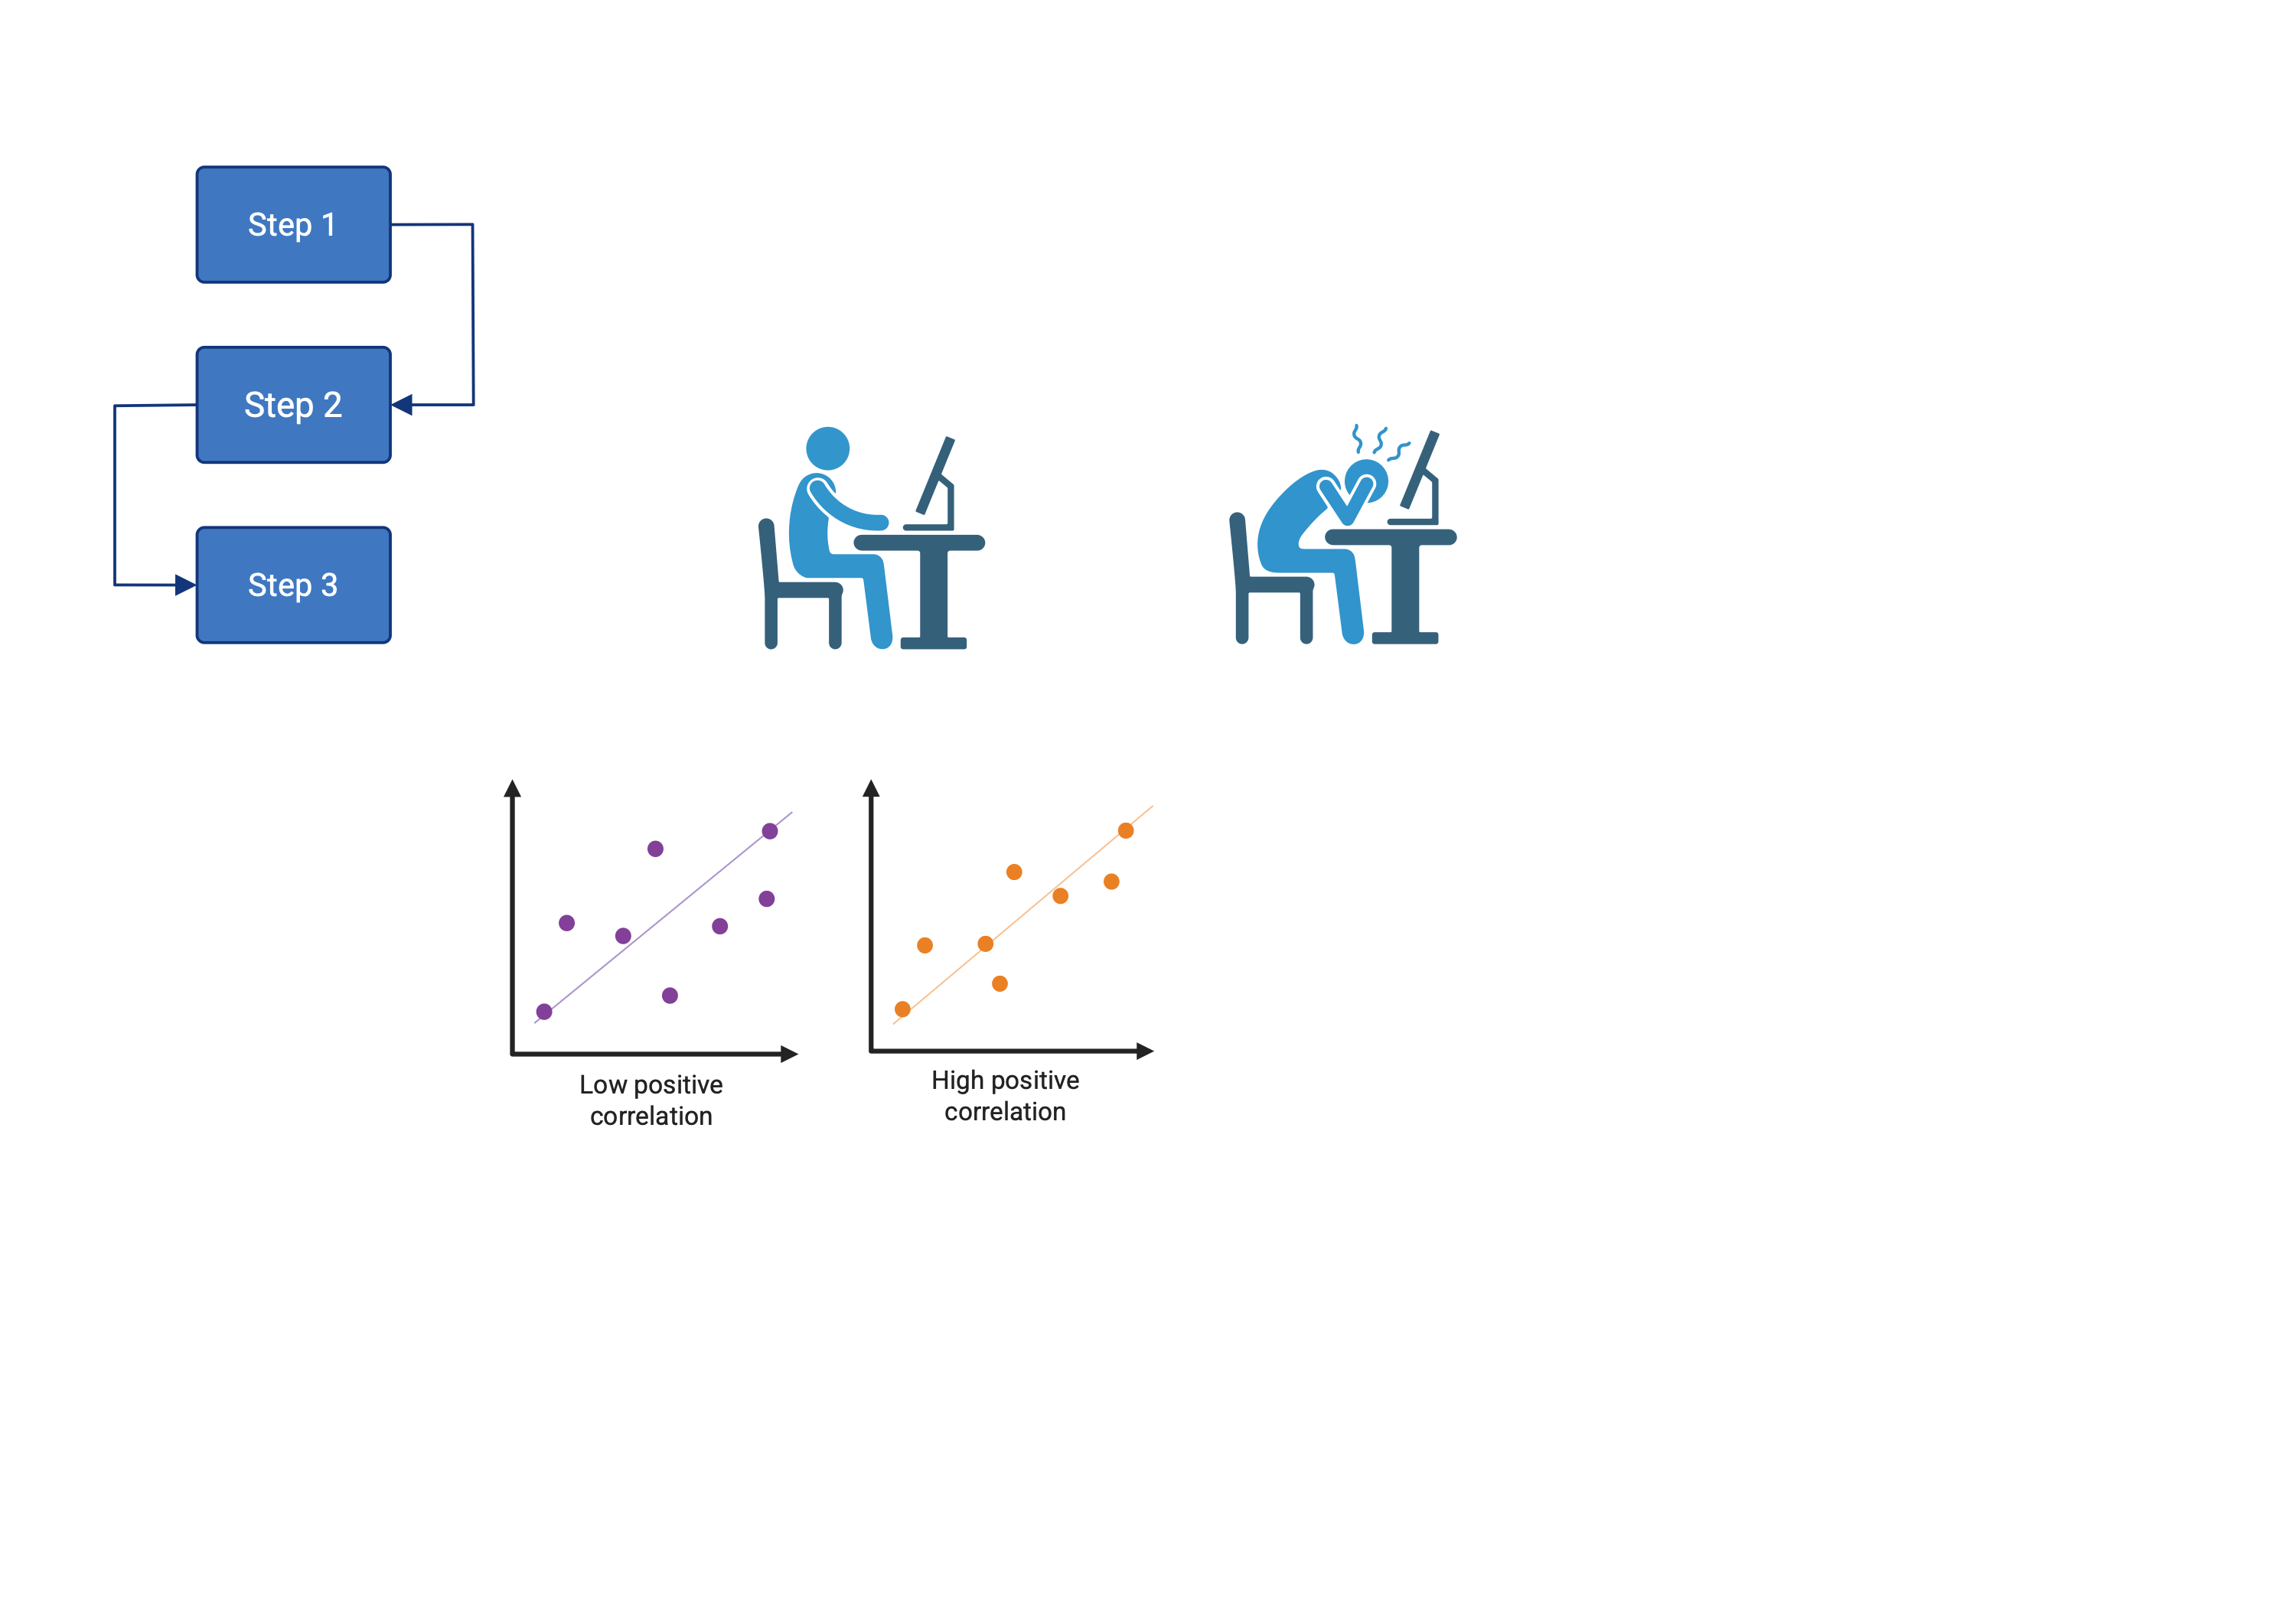 Step 1
Step 2
Step 3
Low positive
correlation
High positive
correlation